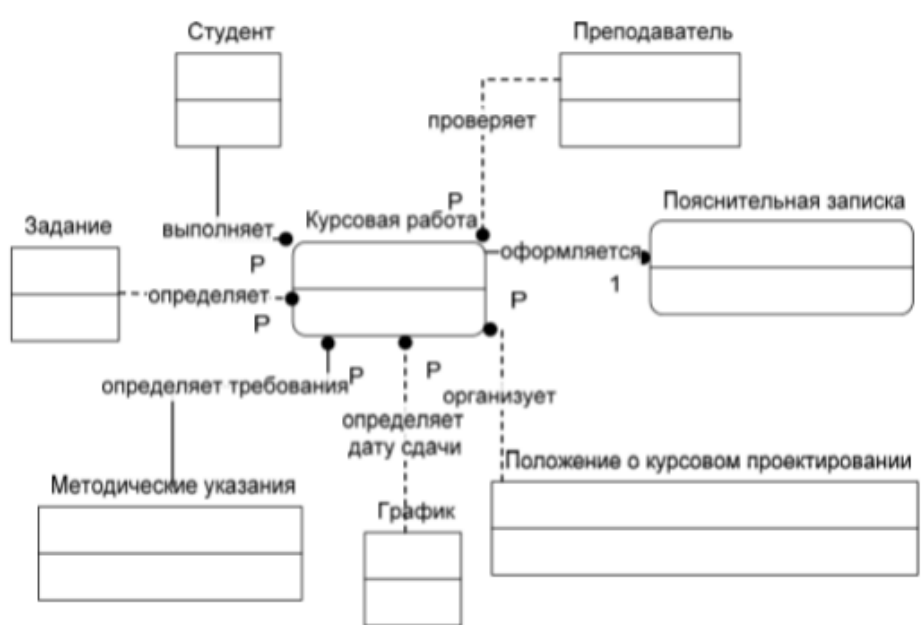 Студент
Преподаватель
проверяет
P
Пояснительная записка
Задание
выполняет
Курсовая работа
P
оформляется
1
определяет
P
P
определяет требования
P
P
организует
определяет
дату сдачи
Положение о курсовом проектировании
Методические указания
График